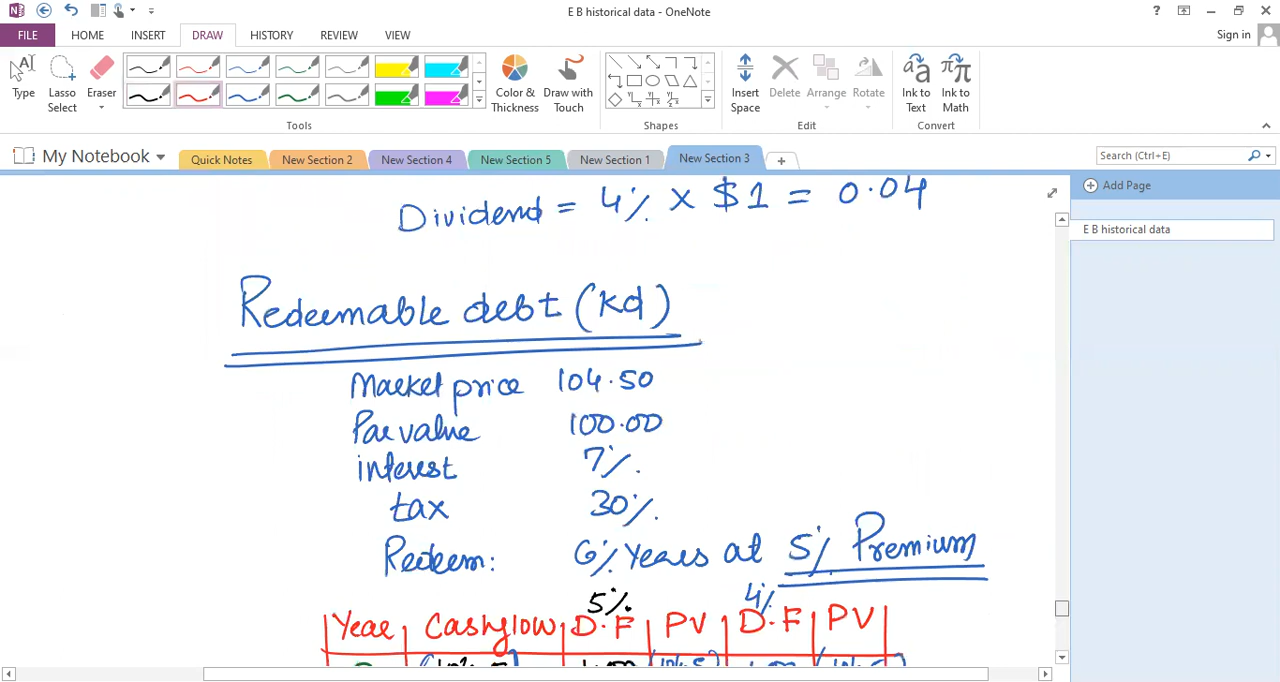 E B historical data - OneNote
?
Sign in
FILE HOME INSERT DRAW HISTORY REVIEW VIEW
Type
Lasso Select
Eraser
Color & Thickness
Draw with Touch
Insert Space
Delete
Arrange
Rotate
Ink to Text
Ink to Math
Tools
Shapes
Edit
Convert
My Notebook
Quick Notes
New Section 2
New Section 4
New Section 5
New Section 1
New Section 3
Search (Ctrl+E)
Add Page
E B historical data
Dividend = 4% x $1 = 0.04
Redeemable debt (Kd)
Market price 104.50
Par value 100.00
interest 7%.
tax 30%.
Redeem: 6% Years at 5% Premium
5% 4%
Year Cashflow D.F PV D.F PV